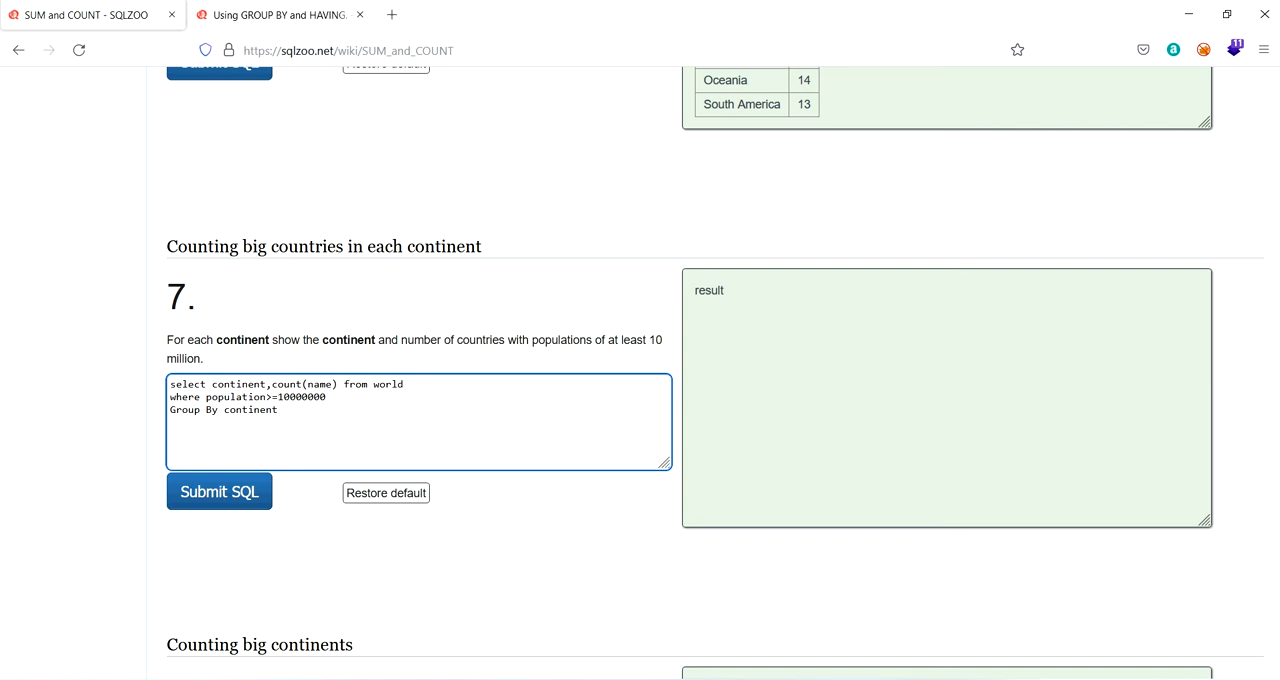 SUM and COUNT - SQLZOO
Using GROUP BY and HAVING.
https://sqlzoo.net/wiki/SUM_and_COUNT
11
Oceania 14
South America 13
Counting big countries in each continent
7.
result
For each continent show the continent and number of countries with populations of at least 10
million.
select continent,count(name) from world
where population>=10000000
Group By continent
Submit SQL
Restore default
Counting big continents